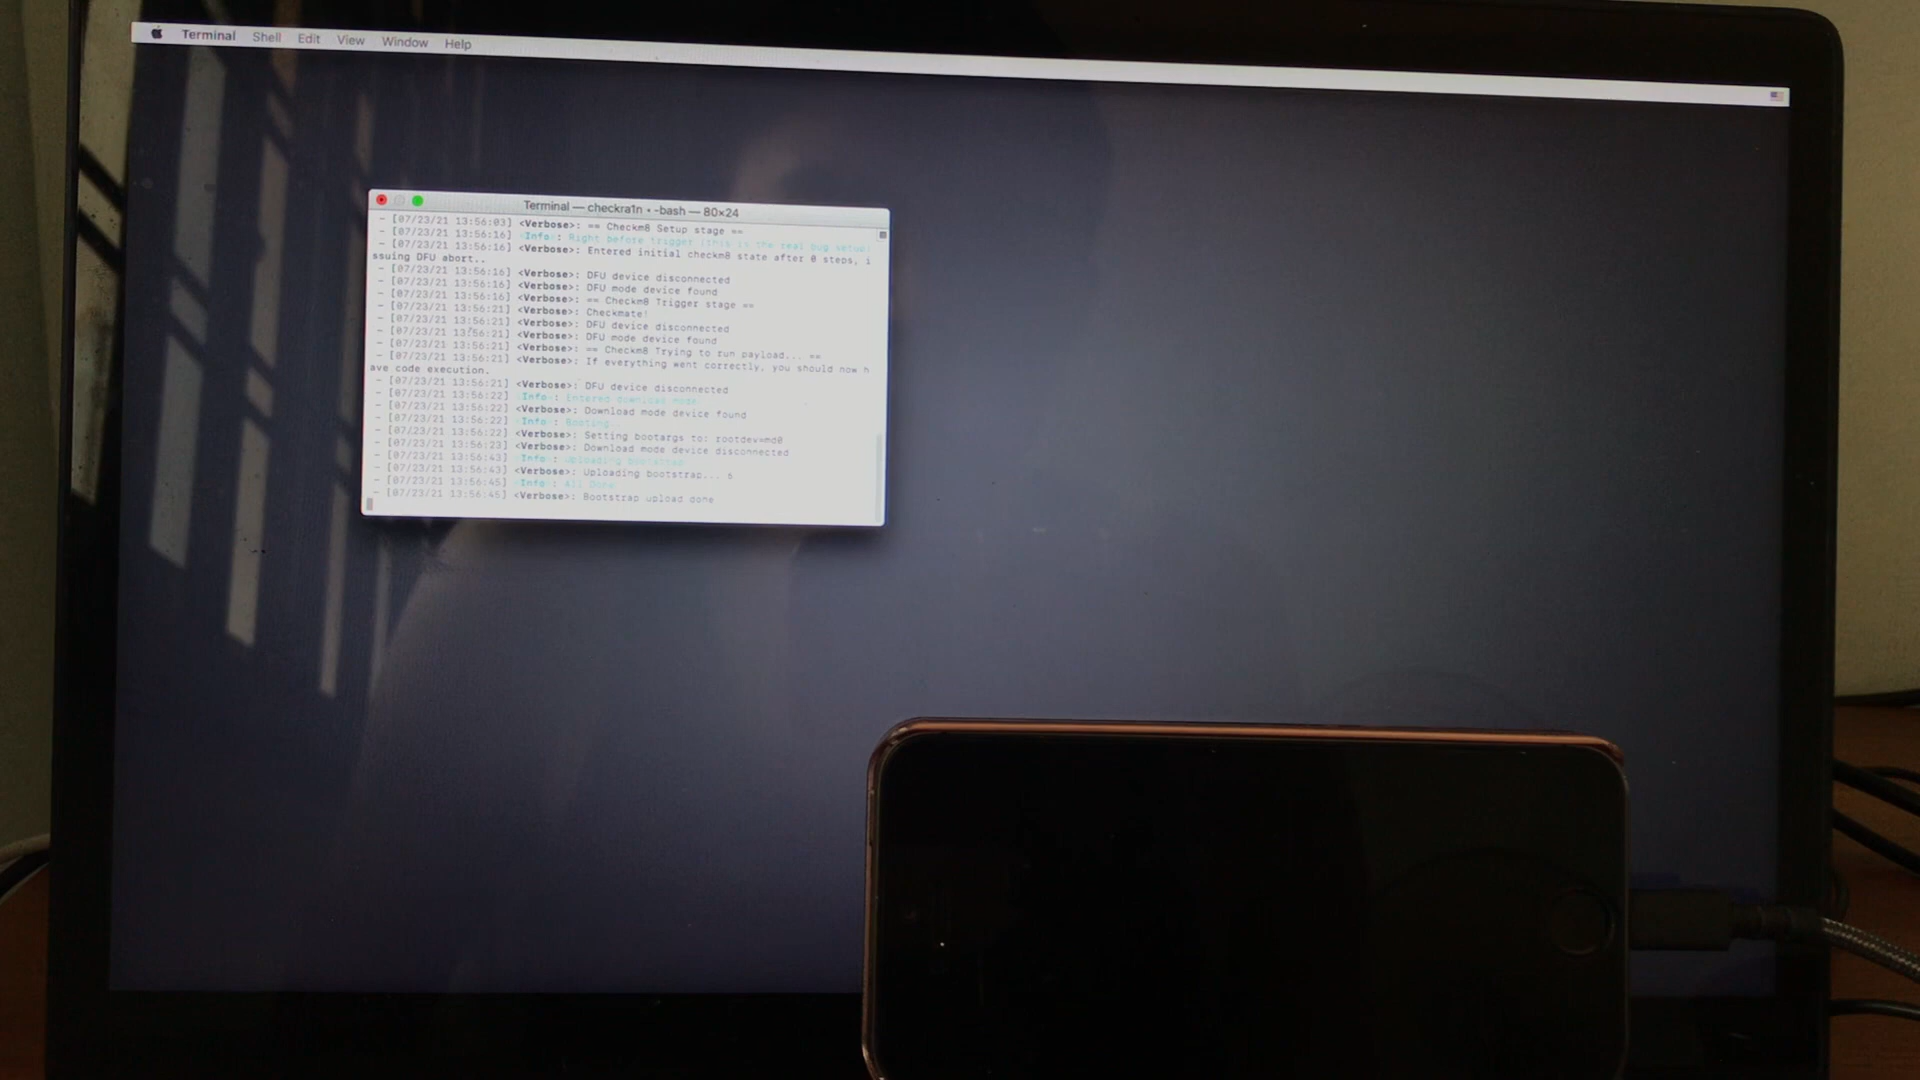 Terminal Shell Edit View Window Help
Terminal — checkra1n • -bash — 80×24
- [07/23/21 13:56:03] <Verbose>: == Checkm8 Setup stage ==
- [07/23/21 13:56:16] <Info>: Right before trigger (this is the real bug setup)
- [07/23/21 13:56:16] <Verbose>: Entered initial checkm8 state after 0 steps, i
ssuing DFU abort..
- [07/23/21 13:56:16] <Verbose>: DFU device disconnected
- [07/23/21 13:56:16] <Verbose>: DFU mode device found
- [07/23/21 13:56:16] <Verbose>: == Checkm8 Trigger stage ==
- [07/23/21 13:56:21] <Verbose>: Checkmate!
- [07/23/21 13:56:21] <Verbose>: DFU device disconnected
- [07/23/21 13:56:21] <Verbose>: DFU mode device found
- [07/23/21 13:56:21] <Verbose>: == Checkm8 Trying to run payload... ==
- [07/23/21 13:56:21] <Verbose>: If everything went correctly, you should now h
ave code execution.
- [07/23/21 13:56:21] <Verbose>: DFU device disconnected
- [07/23/21 13:56:22] <Info>: Entered download mode
- [07/23/21 13:56:22] <Verbose>: Download mode device found
- [07/23/21 13:56:22] <Info>: Booting...
- [07/23/21 13:56:22] <Verbose>: Setting bootargs to: rootdev=md0
- [07/23/21 13:56:23] <Verbose>: Download mode device disconnected
- [07/23/21 13:56:43] <Info>: Uploading bootstrap...
- [07/23/21 13:56:43] <Verbose>: Uploading bootstrap... 6
- [07/23/21 13:56:45] <Info>: All Done
- [07/23/21 13:56:45] <Verbose>: Bootstrap upload done